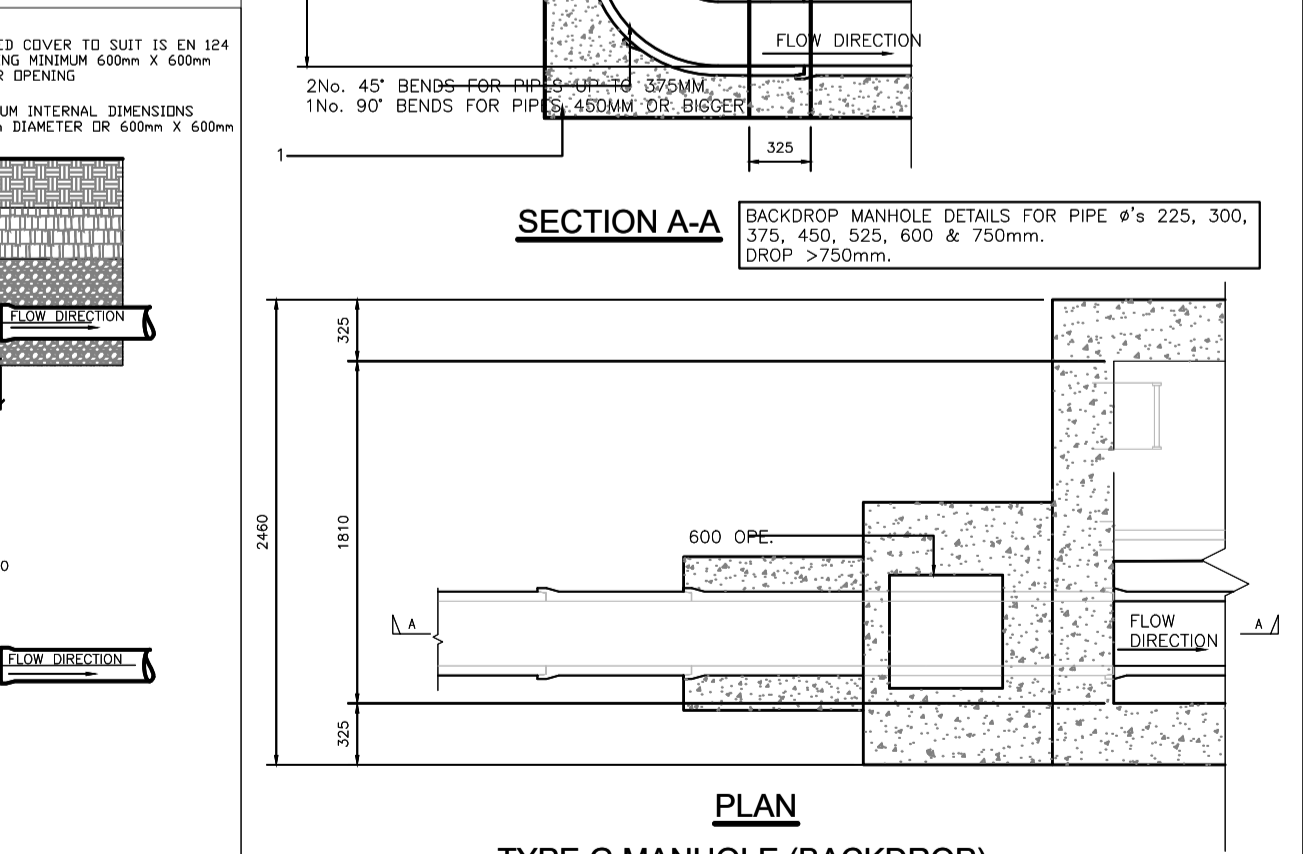 ED COVER TO SUIT IS EN 124
NG MINIMUM 600mm X 600mm
R OPENING
UM INTERNAL DIMENSIONS
DIAMETER OR 600mm X 600mm
FLOW DIRECTION
O
FLOW DIRECTION
FLOW DIRECTION
2No. 45° BENDS FOR PIPES UP TO 375MM
1No. 90° BENDS FOR PIPES 450MM OR BIGGER
1
325
SECTION A-A
BACKDROP MANHOLE DETAILS FOR PIPE Ø's 225, 300,
375, 450, 525, 600 & 750mm.
DROP >750mm.
325
2460
1810
600 OPE.
A
FLOW
DIRECTION
A
325
PLAN
TYPE C MANHOLE (BACKDROP)